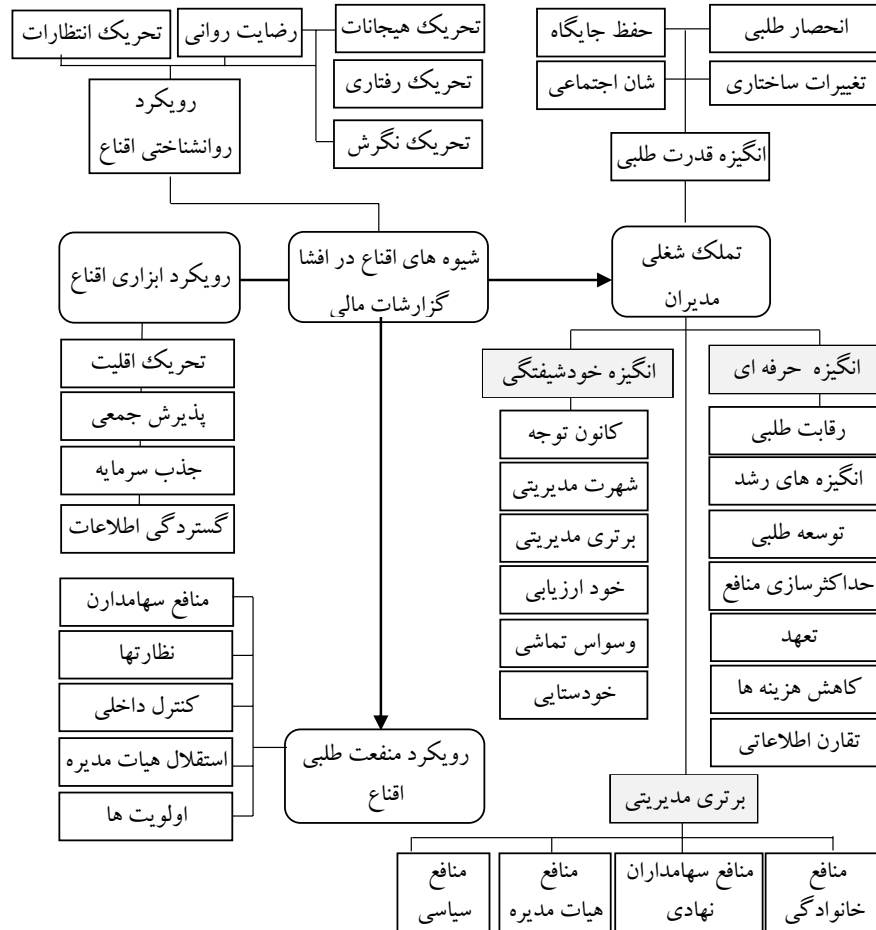 انحصار طلبی
حفظ جایگاه
تغییرات ساختاری
شان اجتماعی
انگیزه قدرت طلبی
تحریک هیجانات
رضایت روانی
تحریک انتظارات
تحریک رفتاری
تحریک نگرش
رویکرد
روانشناختی اقناع
تملک شغلی
مدیران
شیوه های اقناع در افشا
گزارشات مالی
رویکرد ابزاری اقناع
تحریک اقلیت
پذیرش جمعی
جذب سرمایه
گستردگی اطلاعات
انگیزه حرفه ای
رقابت طلبی
انگیزه های رشد
توسعه طلبی
حداکثرسازی منافع
تعهد
کاهش هزینه ها
تقارن اطلاعاتی
انگیزه خودشیفتگی
کانون توجه
شهرت مدیریتی
برتری مدیریتی
خود ارزیابی
وسواس تماشی
خودستایی
رویکرد منفعت طلبی
اقناع
منافع سهامدارن
نظارتها
کنترل داخلی
استقلال هیات مدیره
اولویت ها
برتری مدیریتی
منافع
خانوادگی
منافع سهامداران
نهادی
منافع
هیات مدیره
منافع
سیاسی